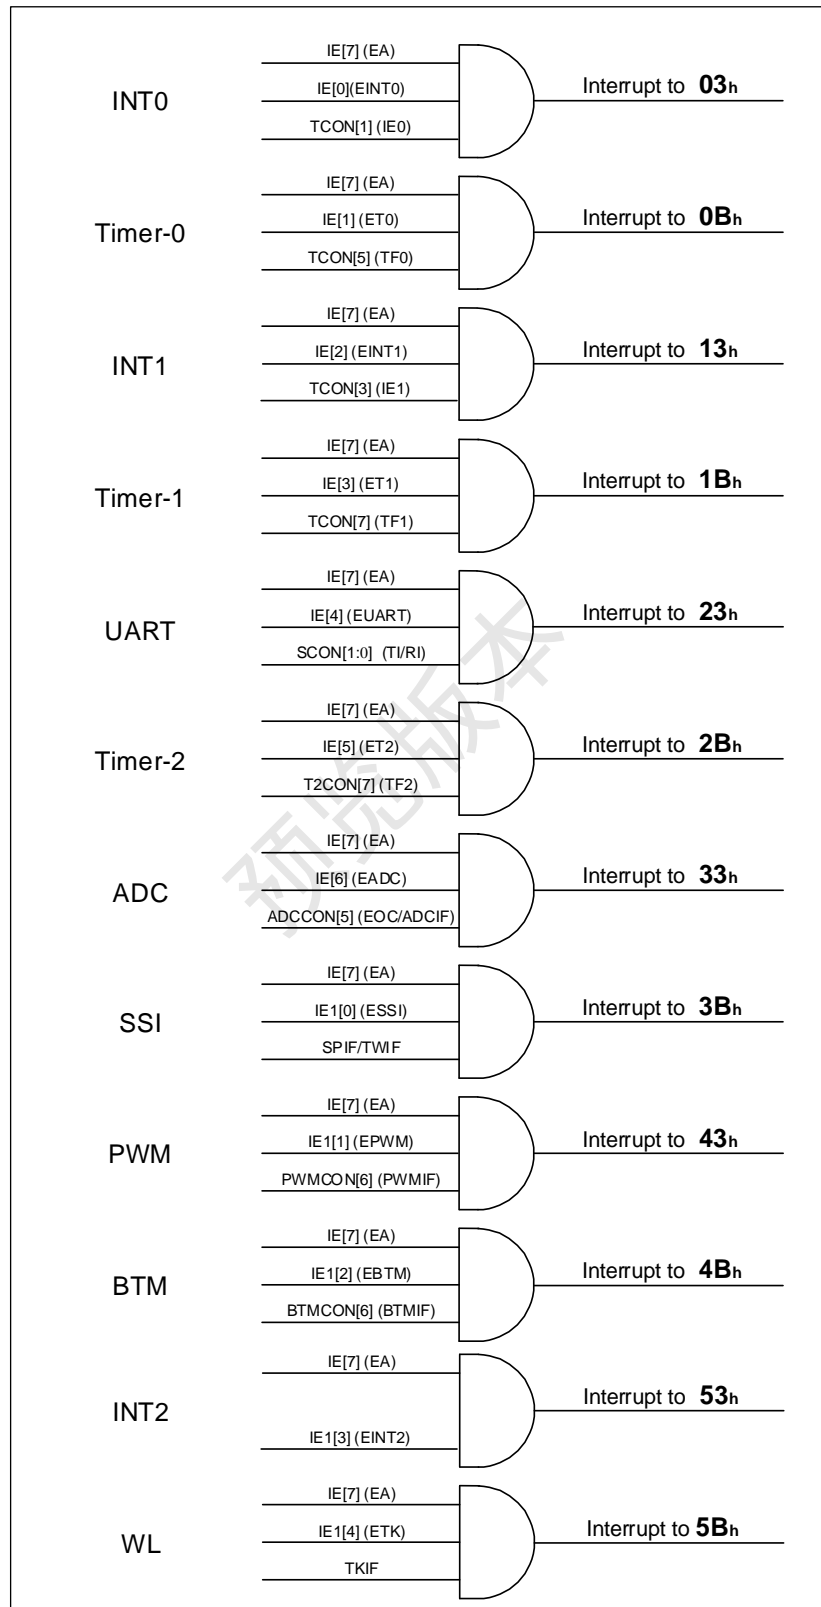 IE[7] (EA)
INT0 IE[0](EINT0) Interrupt to 03h
TCON[1] (IE0)
IE[7] (EA)
Timer-0 IE[1] (ET0) Interrupt to 0Bh
TCON[5] (TF0)
IE[7] (EA)
INT1 IE[2] (EINT1) Interrupt to 13h
TCON[3] (IE1)
IE[7] (EA)
Timer-1 IE[3] (ET1) Interrupt to 1Bh
TCON[7] (TF1)
IE[7] (EA)
UART IE[4] (EUART) Interrupt to 23h
SCON[1:0] (TI/RI)
IE[7] (EA)
Timer-2 IE[5] (ET2) Interrupt to 2Bh
T2CON[7] (TF2)
IE[7] (EA)
ADC IE[6] (EADC) Interrupt to 33h
ADCCON[5] (EOC/ADCIF)
IE[7] (EA)
SSI IE1[0] (ESSI) Interrupt to 3Bh
SPIF/TWIF
IE[7] (EA)
PWM IE1[1] (EPWM) Interrupt to 43h
PWMCON[6] (PWMIF)
IE[7] (EA)
BTM IE1[2] (EBTM) Interrupt to 4Bh
BTMCON[6] (BTMIF)
IE[7] (EA)
INT2 Interrupt to 53h
IE1[3] (EINT2)
IE[7] (EA)
WL IE1[4] (ETK) Interrupt to 5Bh
TKIF
预览版本